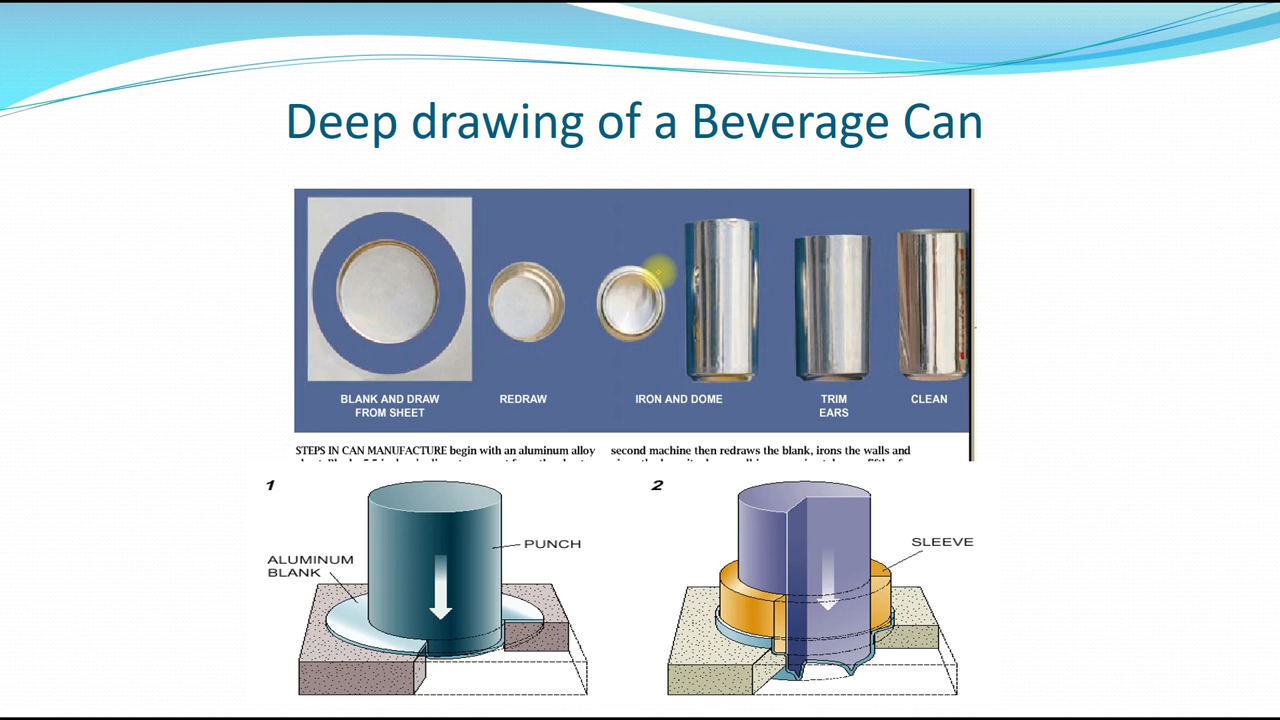 Deep drawing of a Beverage Can
BLANK AND DRAW
FROM SHEET
REDRAW
IRON AND DOME
TRIM
EARS
CLEAN
STEPS IN CAN MANUFACTURE begin with an aluminum alloy
second machine then redraws the blank, irons the walls and
1
PUNCH
ALUMINUM
BLANK
2
SLEEVE